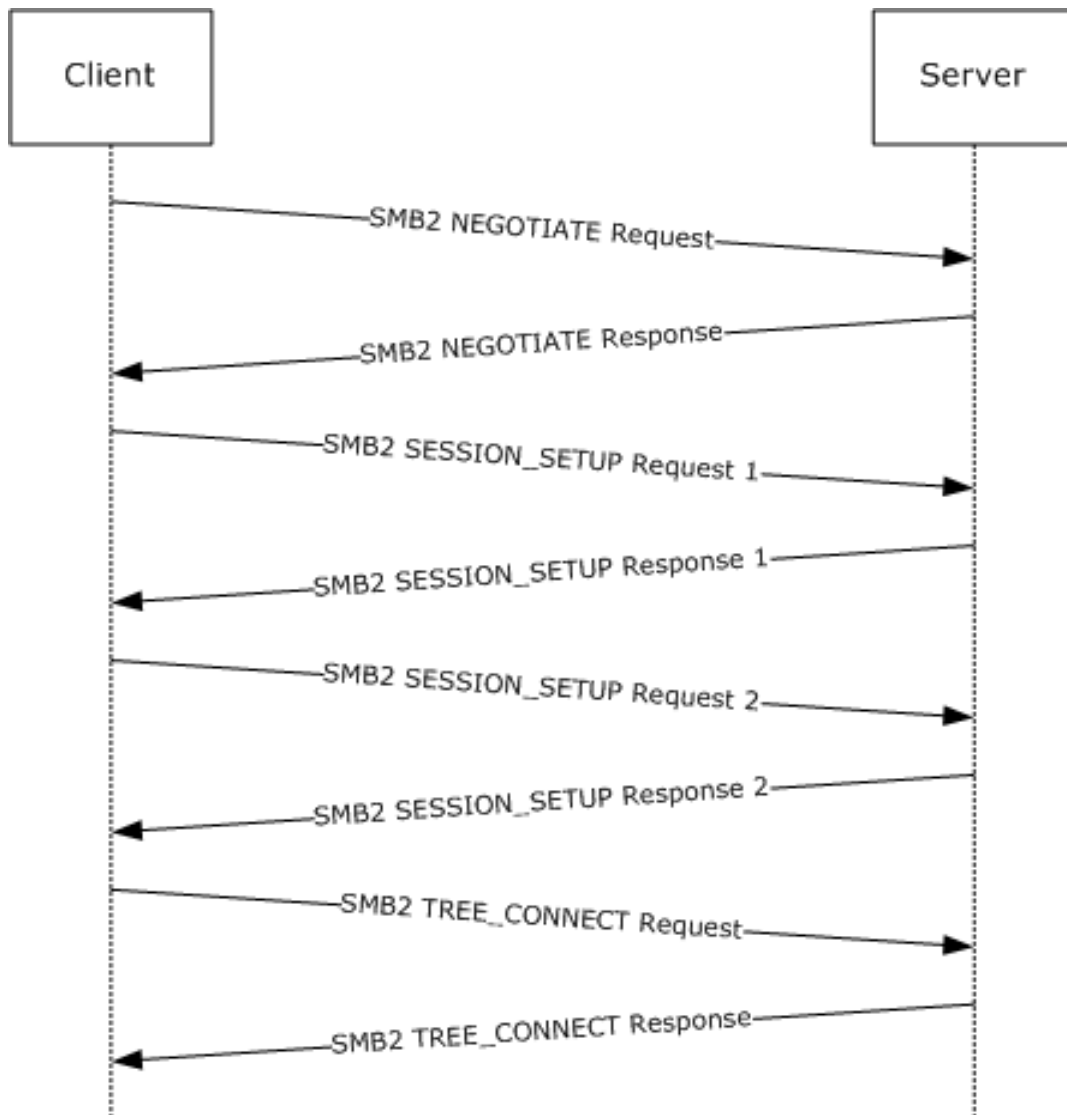 Client
Server
SMB2 NEGOTIATE Request
SMB2 NEGOTIATE Response
SMB2 SESSION_SETUP Request 1
SMB2 SESSION_SETUP Response 1
SMB2 SESSION_SETUP Request 2
SMB2 SESSION_SETUP Response 2
SMB2 TREE_CONNECT Request
SMB2 TREE_CONNECT Response